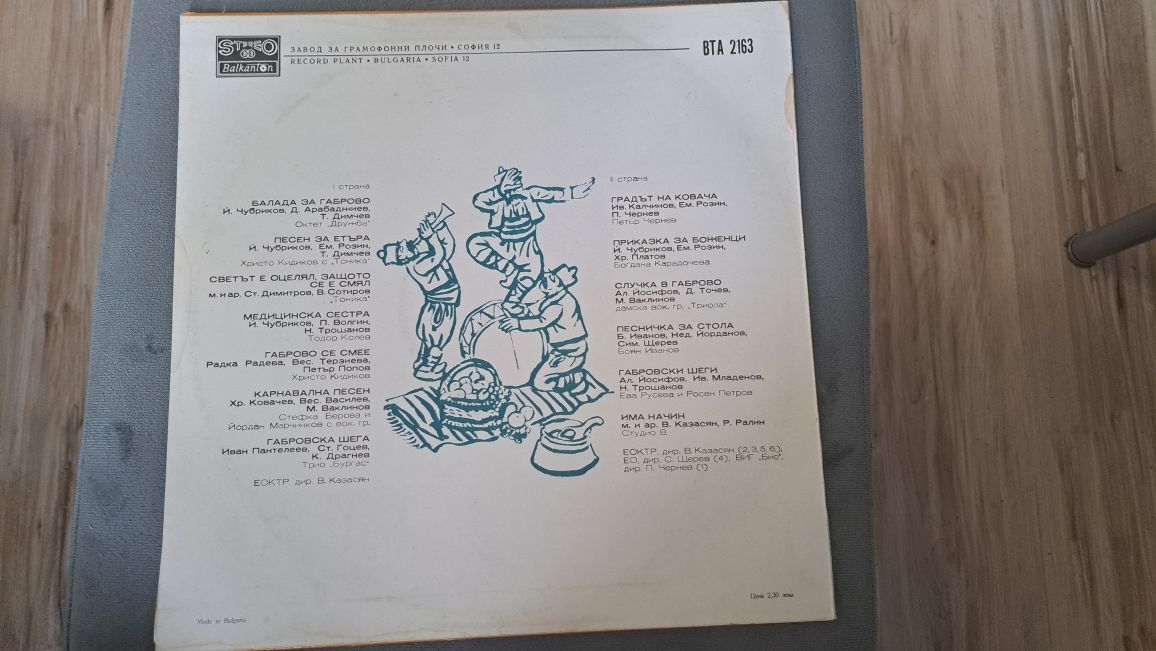 STEREO
Balkanton
ЗАВОД ЗА ГРАМОФОННИ ПЛОЧИ • СОФИЯ 12
RECORD PLANT • BULGARIA • SOFIA 12
ВТА 2163
I страна
БАЛАДА ЗА ГАБРОВО
Й. Чубриков, Д. Арабаджиев,
Т. Димчев
Октет „Дружба“
ПЕСЕН ЗА ЕТЪРА
Й. Чубриков, Ем. Розин,
Т. Димчев
Христо Кидиков с „Тоника“
СВЕТЪТ Е ОЦЕЛЯЛ, ЗАЩОТО
СЕ Е СМЯЛ
м. и ар. Ст. Димитров, В. Сотиров
„Тоника“
МЕДИЦИНСКА СЕСТРА
Й. Чубриков, П. Волгин,
Н. Трошанов
Тодор Колев
ГАБРОВО СЕ СМЕЕ
Радка Радева, Вес. Терзиева,
Петър Попов
Христо Кидиков
КАРНАВАЛНА ПЕСЕН
Хр. Ковачев, Вес. Василев,
М. Ваклинов
Стефка Берова и
Йордан Марчинков с вок. гр.
ГАБРОВСКА ШЕГА
Иван Пантелеев, Ст. Гоцев,
К. Драгнев
Трио „Бургас“
ЕОКТР, дир. В. Казасян
II страна
ГРАДЪТ НА КОВАЧА
Ив. Калчинов, Ем. Розин,
П. Чернев
Петър Чернев
ПРИКАЗКА ЗА БОЖЕНЦИ
Й. Чубриков, Ем. Розин,
Хр. Платов
Богдана Карадочева
СЛУЧКА В ГАБРОВО
Ал. Йосифов, Д. Точев,
М. Ваклинов
дамска вок. гр. „Триола“
ПЕСНИЧКА ЗА СТОЛА
Б. Иванов, Нед. Йорданов,
Сим. Щерев
Боян Иванов
ГАБРОВСКИ ШЕГИ
Ал. Йосифов, Ив. Младенов,
Н. Трошанов
Ева Русева и Росен Петров
ИМА НАЧИН
м. и ар. В. Казасян, Р. Ралин
Студио В
ЕОКТР, дир. В. Казасян (2,3,5,6,),
ЕО, дир. С. Щерев (4), ВИГ „Бис“,
дир. П. Чернев (1)
Made in Bulgaria
Цена 2,30 лева